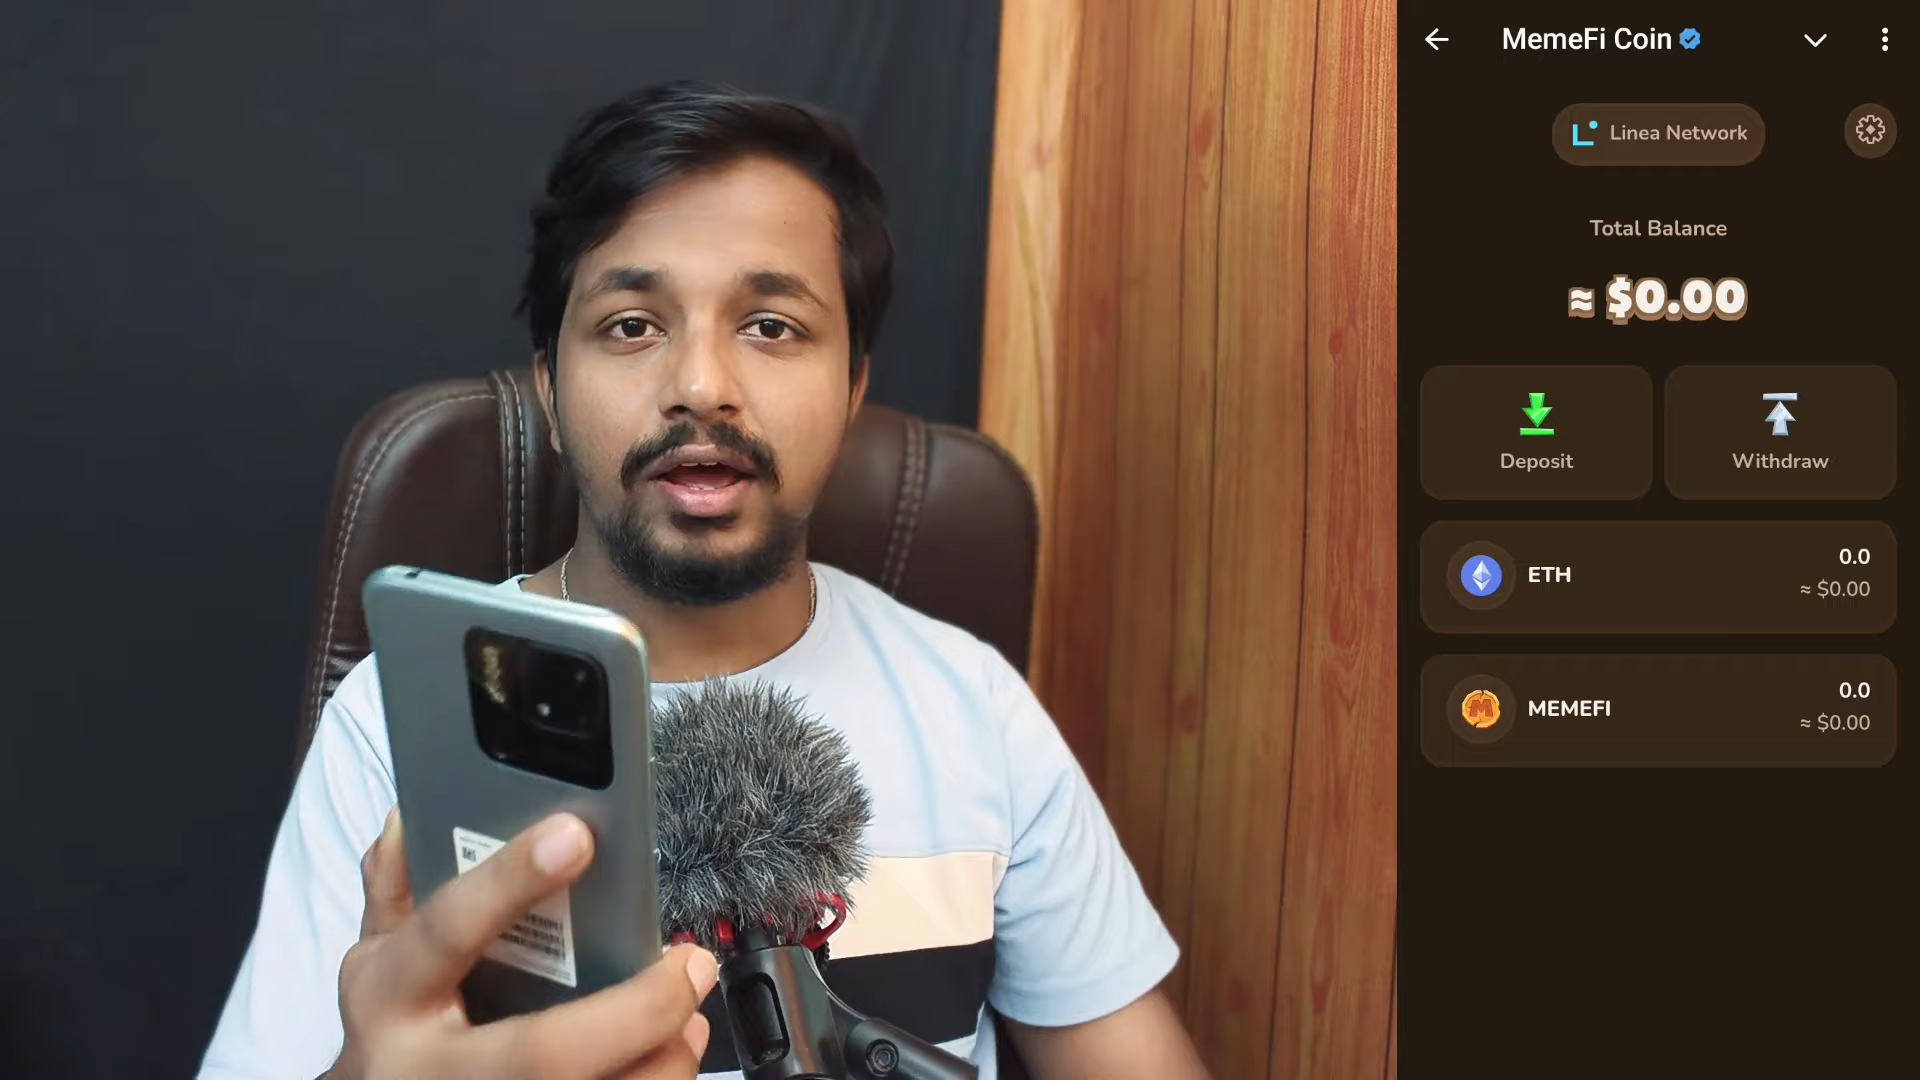 MemeFi Coin
Linea Network
Total Balance
≈ $0.00
Deposit
Withdraw
ETH
0.0
≈ $0.00
MEMEFI
0.0
≈ $0.00